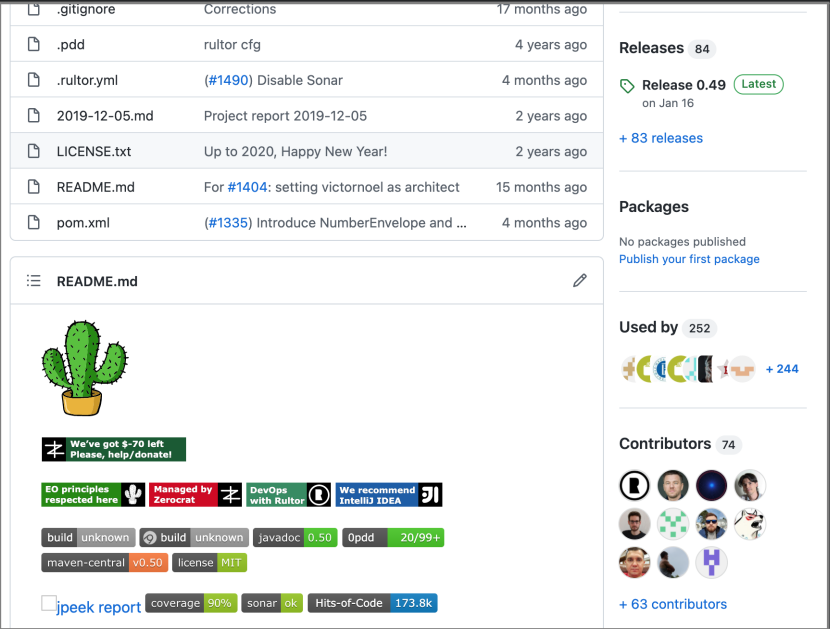 .gitignore Corrections 17 months ago
.pdd rultor cfg 4 years ago
.rultor.yml (#1490) Disable Sonar 4 months ago
2019-12-05.md Project report 2019-12-05 2 years ago
LICENSE.txt Up to 2020, Happy New Year! 2 years ago
README.md For #1404: setting victornoel as architect 15 months ago
pom.xml (#1335) Introduce NumberEnvelope and ... 4 months ago
README.md
We've got $-70 left
Please, help/donate!
EO principles
respected here
Managed by
Zerocrat
DevOps
with Rultor
We recommend
IntelliJ IDEA
build unknown build unknown javadoc 0.50 0pdd 20/99+
maven-central v0.50 license MIT
jpeek report coverage 90% sonar ok Hits-of-Code 173.8k
Releases 84
Release 0.49 Latest
on Jan 16
+ 83 releases
Packages
No packages published
Publish your first package
Used by 252
+ 244
Contributors 74
+ 63 contributors